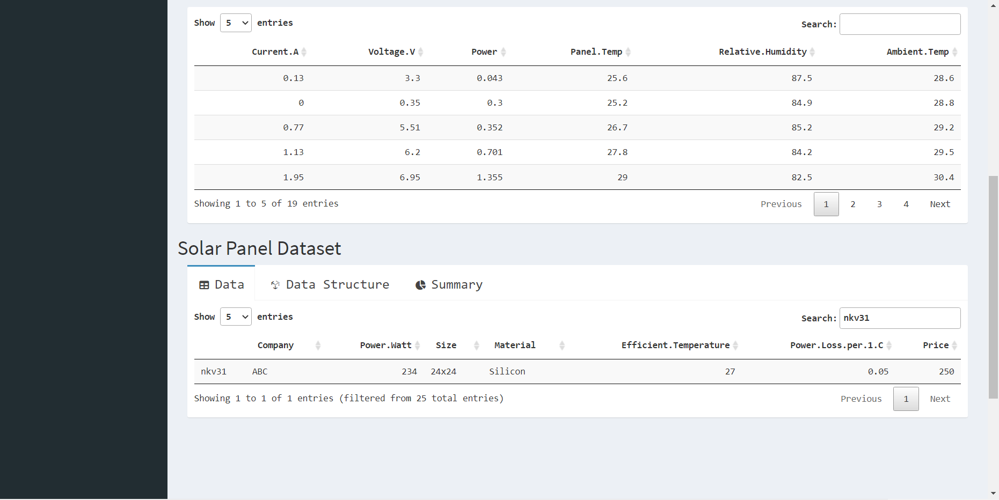 Show 5 entries Search:
Current.A Voltage.V Power Panel.Temp Relative.Humidity Ambient.Temp
0.13 3.3 0.043 25.6 87.5 28.6
0 0.35 0.3 25.2 84.9 28.8
0.77 5.51 0.352 26.7 85.2 29.2
1.13 6.2 0.701 27.8 84.2 29.5
1.95 6.95 1.355 29 82.5 30.4
Showing 1 to 5 of 19 entries Previous 1 2 3 4 Next
Solar Panel Dataset
Data Data Structure Summary
Show 5 entries Search: nkv31
Company Power.Watt Size Material Efficient.Temperature Power.Loss.per.1.C Price
nkv31 ABC 234 24x24 Silicon 27 0.05 250
Showing 1 to 1 of 1 entries (filtered from 25 total entries) Previous 1 Next